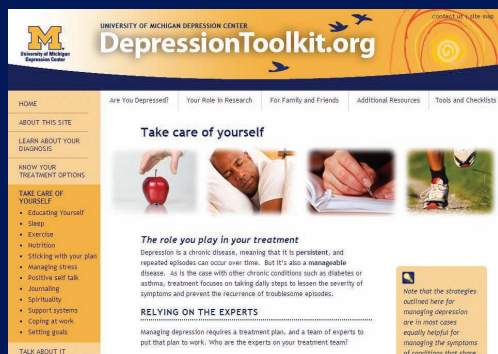 contact us | site map
UNIVERSITY OF MICHIGAN DEPRESSION CENTER
DepressionToolkit.org
M
University of Michigan
Depression Center
Are You Depressed?
Your Role in Research
For Family and Friends
Additional Resources
Tools and Checklists
HOME
ABOUT THIS SITE
LEARN ABOUT YOUR
DIAGNOSIS
KNOW YOUR
TREATMENT OPTIONS
TAKE CARE OF
YOURSELF
• Educating Yourself
• Sleep
• Exercise
• Nutrition
• Sticking with your plan
• Managing stress
• Positive self talk
• Journaling
• Spirituality
• Support systems
• Coping at work
• Setting goals
TALK ABOUT IT
Take care of yourself
The role you play in your treatment
Depression is a chronic disease, meaning that it is persistent, and
repeated episodes can occur over time. But it's also a manageable
disease. As is the case with other chronic conditions such as diabetes or
asthma, treatment focuses on taking daily steps to lessen the severity of
symptoms and prevent the recurrence of troublesome episodes.
RELYING ON THE EXPERTS
Managing depression requires a treatment plan, and a team of experts to
put that plan to work. Who are the experts on your treatment team?
Note that the strategies
outlined here for
managing depression
are in most cases
equally helpful for
managing the symptoms
of conditions that share